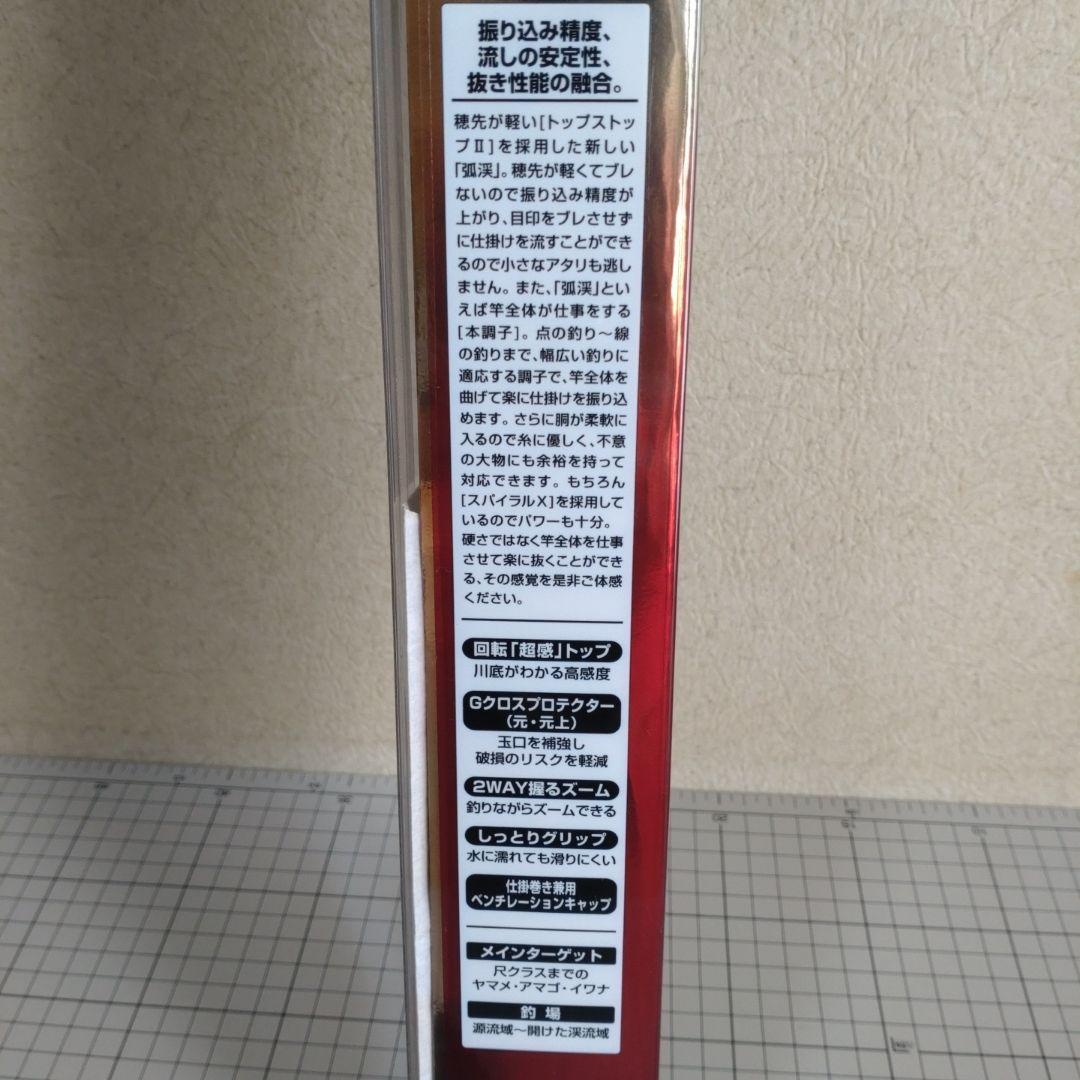 振り込み精度、
流しの安定性、
抜き性能の融合。
穂先が軽い[トップストッ
プⅡ]を採用した新しい
「弧渓」。穂先が軽くてブレ
ないので振り込み精度が
上がり、目印をブレさせず
に仕掛けを流すことができ
るので小さなアタリも逃し
ません。また、「弧渓」とい
えば竿全体が仕事をする
[本調子]。点の釣り～線
の釣りまで、幅広い釣りに
適応する調子で、竿全体を
曲げて楽に仕掛けを振り込
めます。さらに胴が柔軟に
入るので糸に優しく、不意
の大物にも余裕を持って
対応できます。もちろん
[スパイラルX]を採用して
いるのでパワーも十分。
硬さではなく竿全体を仕事
させて楽に抜くことができ
る、その感覚を是非ご体感
ください。
回転「超感」トップ
川底がわかる高感度
Gクロスプロテクター
(元・元上)
玉口を補強し
破損のリスクを軽減
2WAY握るズーム
釣りながらズームできる
しっとりグリップ
水に濡れても滑りにくい
仕掛巻き兼用
ベンチレーションキャップ
メインターゲット
尺クラスまでの
ヤマメ・アマゴ・イワナ
釣場
源流域～開けた渓流域